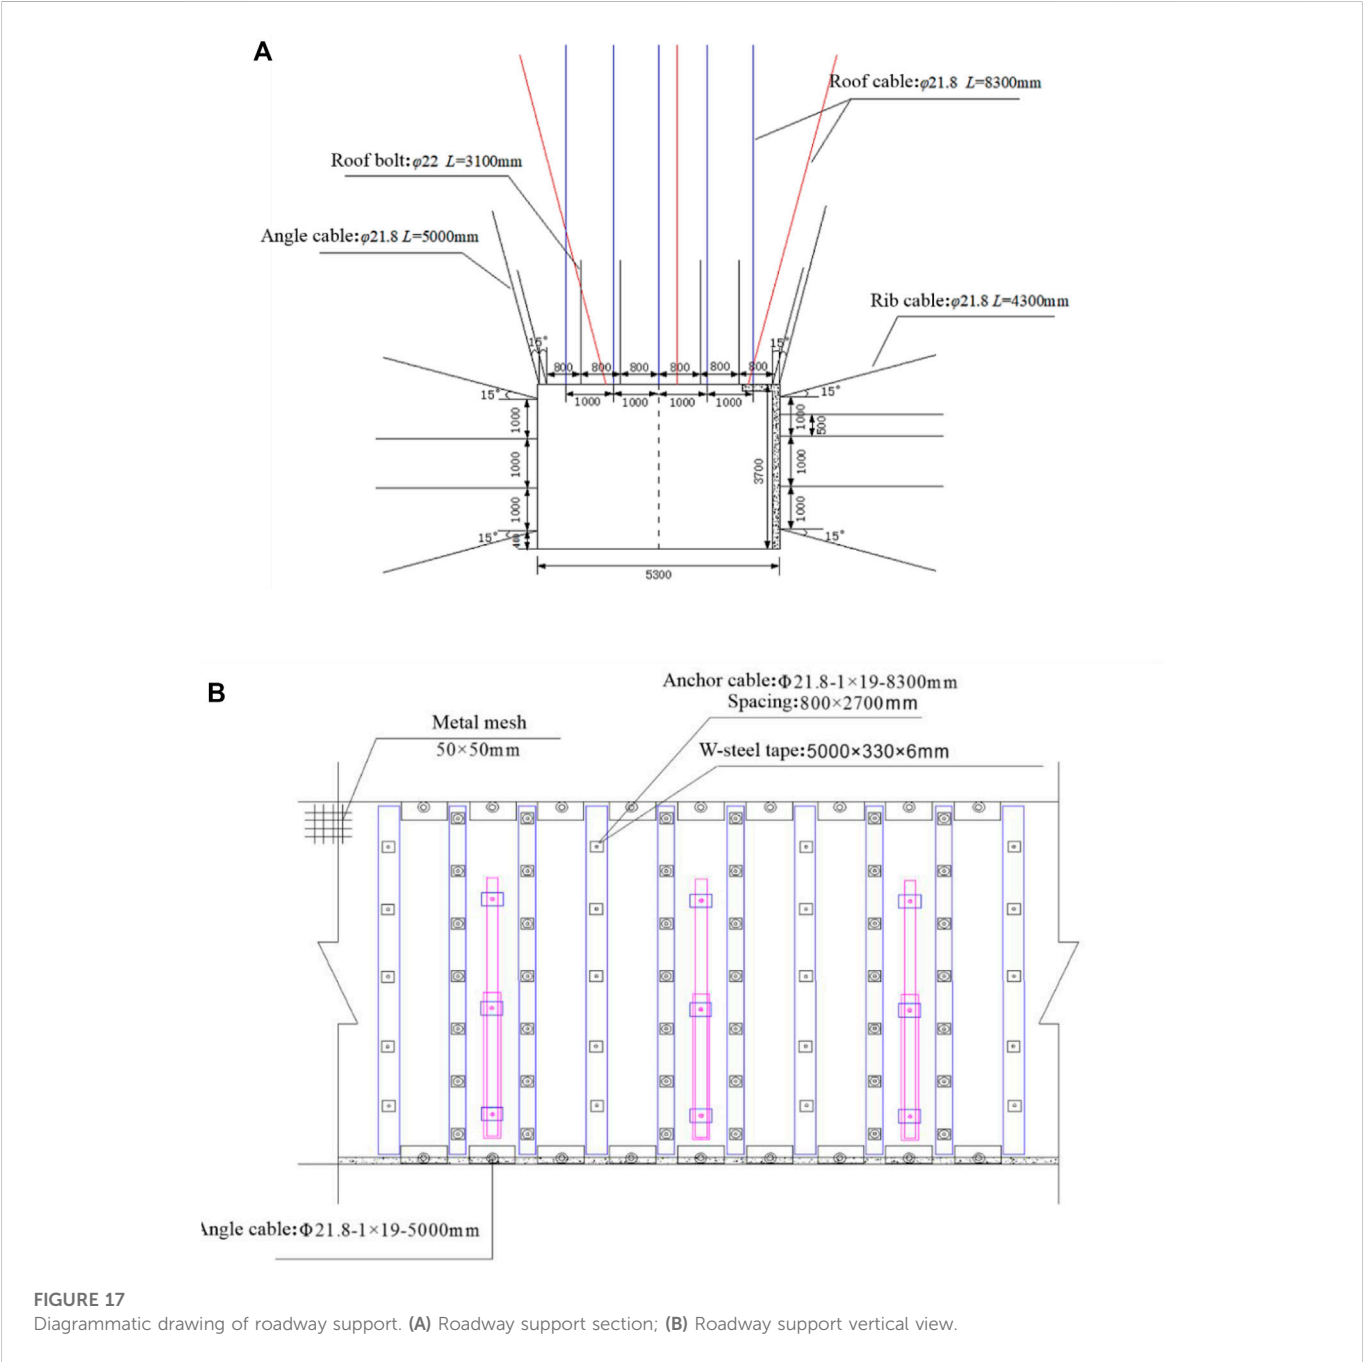 A
Roof cable:φ21.8 L=8300mm
Roof bolt:φ22 L=3100mm
Angle cable:φ21.8 L=5000mm
Rib cable:φ21.8 L=4300mm
15° 15°
800 800 800 800 800 800
15° 15°
1000 1000 1000 1000
1000 1000
500
1000 3700 1000
1000 1000
15° 15°
5300
B
Anchor cable:Φ21.8-1×19-8300mm
Spacing:800×2700mm
Metal mesh
50×50mm
W-steel tape:5000×330×6mm
Angle cable:Φ21.8-1×19-5000mm
FIGURE 17
Diagrammatic drawing of roadway support. (A) Roadway support section; (B) Roadway support vertical view.